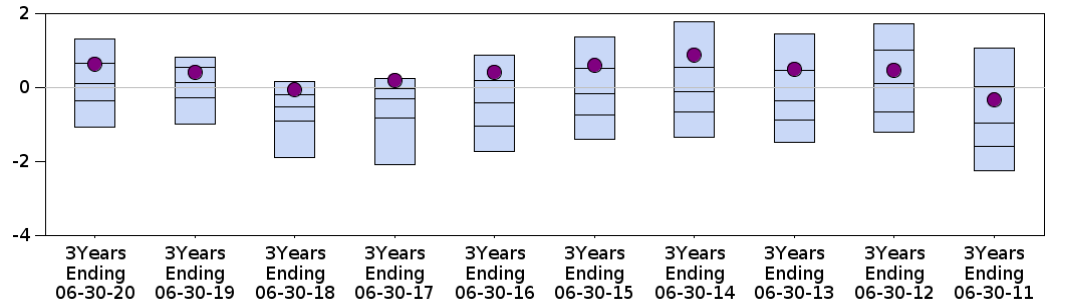 2
0
-2
-4
3Years Ending 06-30-20
3Years Ending 06-30-19
3Years Ending 06-30-18
3Years Ending 06-30-17
3Years Ending 06-30-16
3Years Ending 06-30-15
3Years Ending 06-30-14
3Years Ending 06-30-13
3Years Ending 06-30-12
3Years Ending 06-30-11